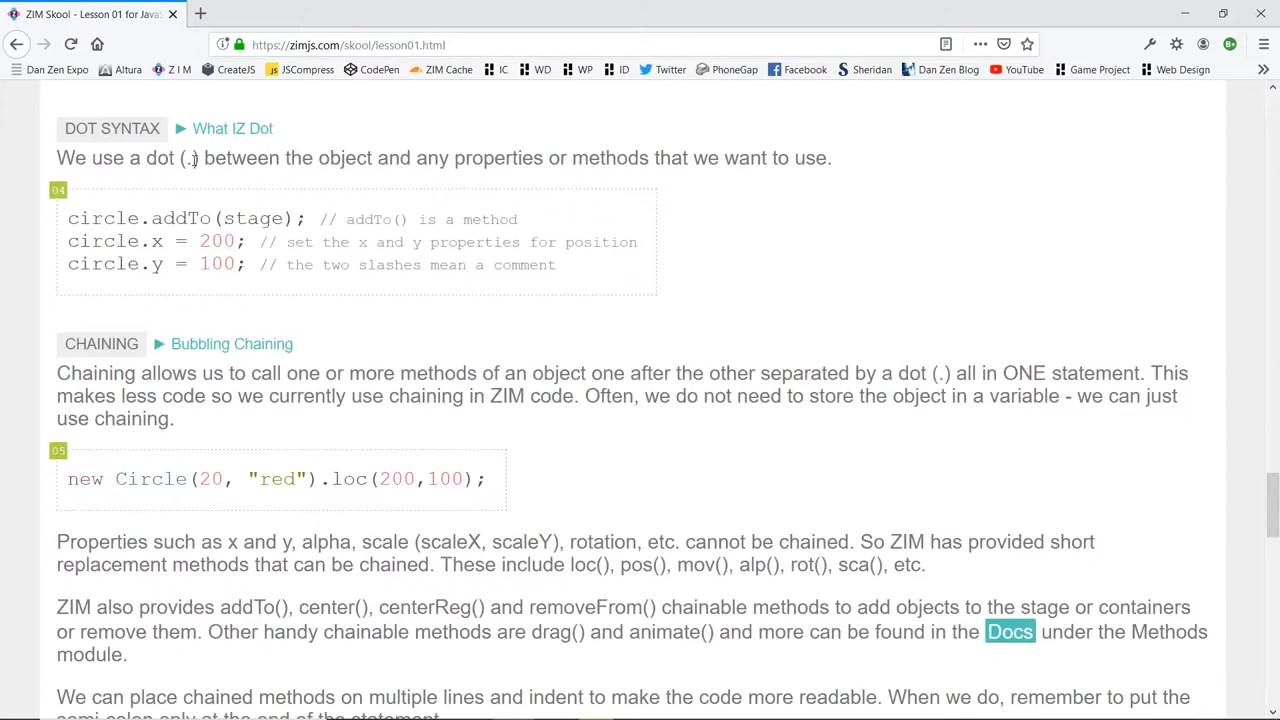 ZIM Skool - Lesson 01 for Java
https://zimjs.com/skool/lesson01.html
Dan Zen Expo Altura Z I M CreateJS JSCompress CodePen ZIM Cache IC WD WP ID Twitter PhoneGap Facebook Sheridan Dan Zen Blog YouTube Game Project Web Design
DOT SYNTAX ► What IZ Dot
We use a dot (.) between the object and any properties or methods that we want to use.
04
circle.addTo(stage); // addTo() is a method
circle.x = 200; // set the x and y properties for position
circle.y = 100; // the two slashes mean a comment
CHAINING ► Bubbling Chaining
Chaining allows us to call one or more methods of an object one after the other separated by a dot (.) all in ONE statement. This
makes less code so we currently use chaining in ZIM code. Often, we do not need to store the object in a variable - we can just
use chaining.
05
new Circle(20, "red").loc(200,100);
Properties such as x and y, alpha, scale (scaleX, scaleY), rotation, etc. cannot be chained. So ZIM has provided short
replacement methods that can be chained. These include loc(), pos(), mov(), alp(), rot(), sca(), etc.
ZIM also provides addTo(), center(), centerReg() and removeFrom() chainable methods to add objects to the stage or containers
or remove them. Other handy chainable methods are drag() and animate() and more can be found in the Docs under the Methods
module.
We can place chained methods on multiple lines and indent to make the code more readable. When we do, remember to put the
semi-colon only at the end of the statement.